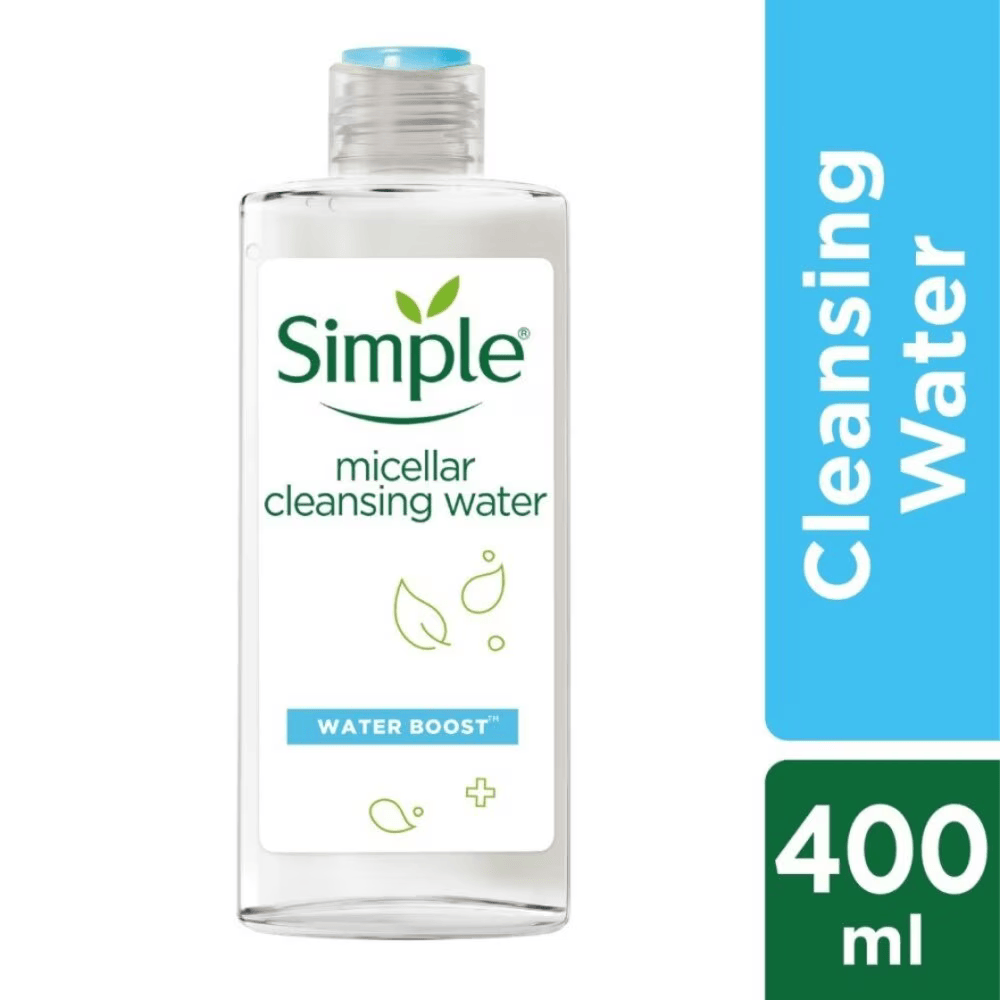 Simple®
micellar
cleansing water
WATER BOOST™
Cleansing
Water
400
ml